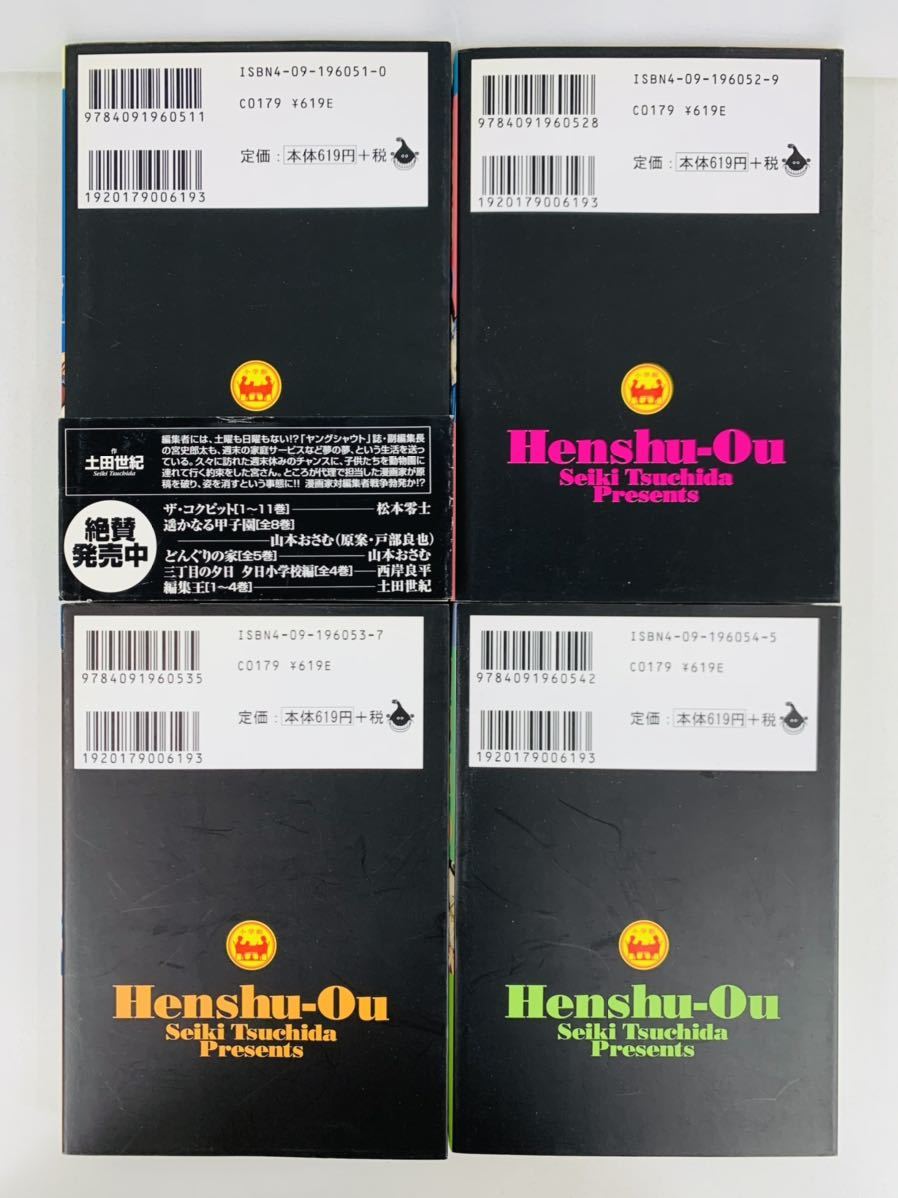 ISBN4-09-196051-0
9784091960511
C0179 ¥619E
定価：本体619円+税
1920179006193
小学館
作
土田世紀
Seiki Tsuchida
絶賛
発売中
編集者には、土曜も日曜もない!?「ヤングシャウト」誌・副編集長
の宮史郎太も、週末の家庭サービスなど夢の夢、という生活を送っ
ている。久々に訪れた週末休みのチャンスに、子供たちを動物園に
連れて行く約束をした宮さん。ところが代理で担当した漫画家が原
稿を破り、姿を消すという事態に!! 漫画家対編集者戦争勃発か!?
ザ・コクピット[1〜11巻]――松本零士
遥かなる甲子園[全8巻]
――山本おさむ(原案・戸部良也)
どんぐりの家[全5巻]――山本おさむ
三丁目の夕日 夕日小学校編[全4巻]―西岸良平
編集王[1〜4巻]――土田世紀
ISBN4-09-196052-9
9784091960528
C0179 ¥619E
定価：本体619円+税
1920179006193
小学館
Henshu-Ou
Seiki Tsuchida
Presents
ISBN4-09-196053-7
9784091960535
C0179 ¥619E
定価：本体619円+税
1920179006193
小学館
Henshu-Ou
Seiki Tsuchida
Presents
ISBN4-09-196054-5
9784091960542
C0179 ¥619E
定価：本体619円+税
1920179006193
小学館
Henshu-Ou
Seiki Tsuchida
Presents